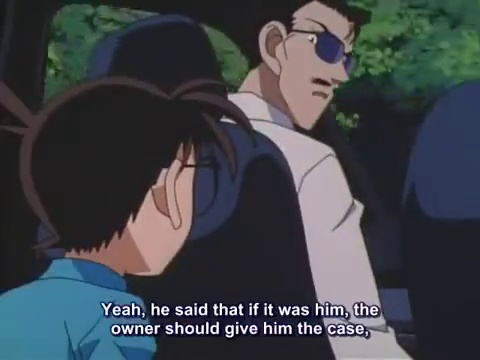 Yeah, he said that if it was him, the
owner should give him the case,